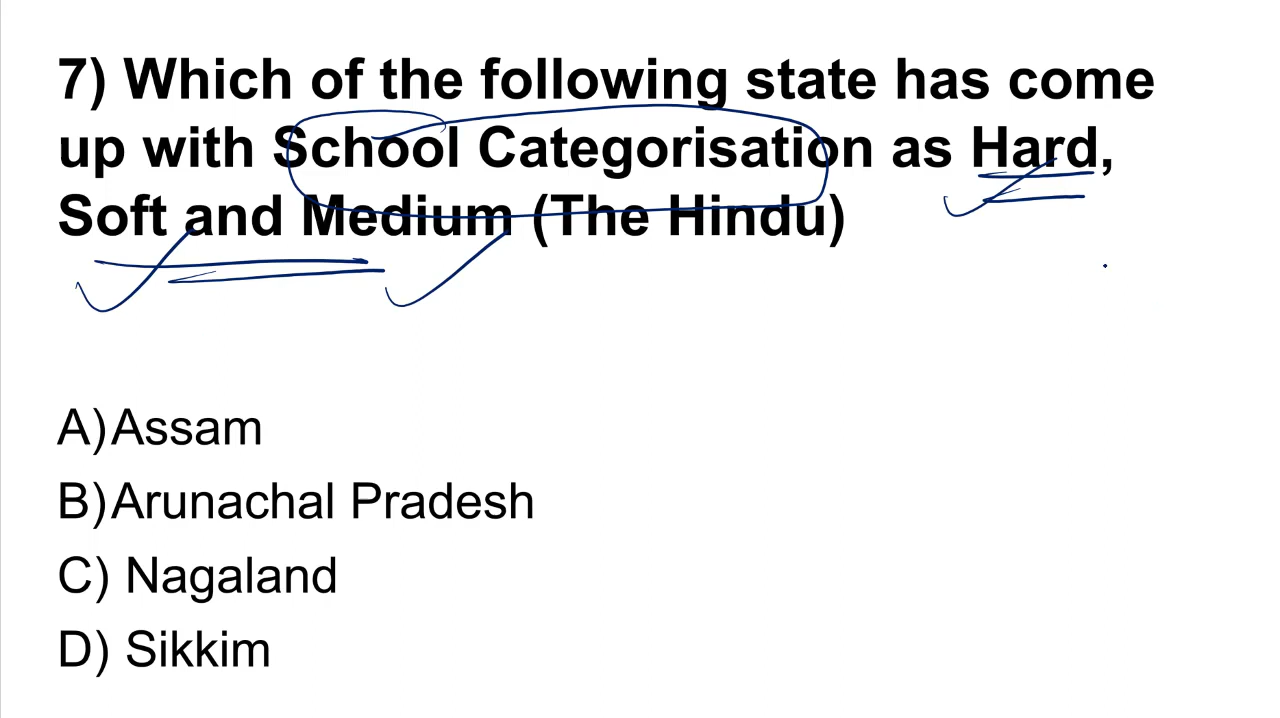 7) Which of the following state has come
up with School Categorisation as Hard,
Soft and Medium (The Hindu)
A) Assam
B) Arunachal Pradesh
C) Nagaland
D) Sikkim